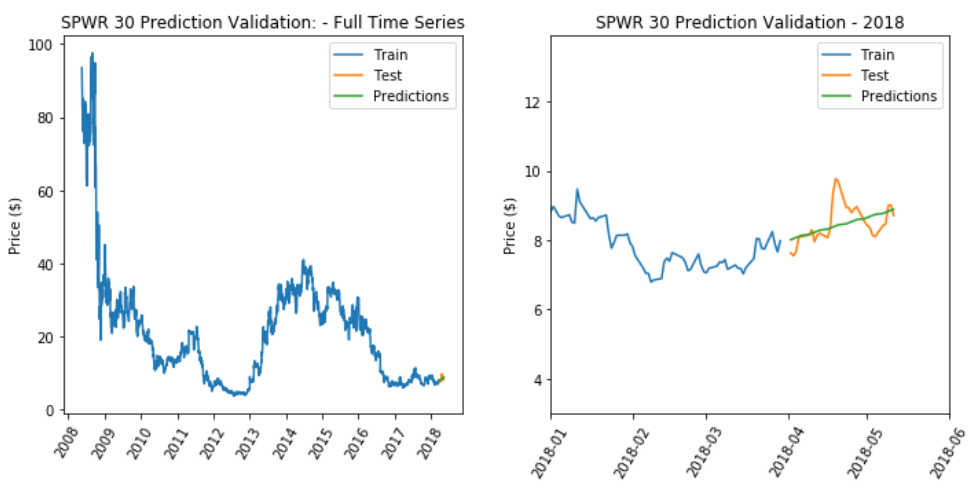 SPWR 30 Prediction Validation: - Full Time Series
Price ($)
100
80
60
40
20
0
2008
2009
2010
2011
2012
2013
2014
2015
2016
2017
2018
Train
Test
Predictions
SPWR 30 Prediction Validation - 2018
Price ($)
12
10
8
6
4
2018-01
2018-02
2018-03
2018-04
2018-05
2018-06
Train
Test
Predictions